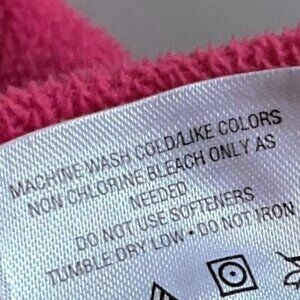 MACHINE WASH COLD/LIKE COLORS
NON CHLORINE BLEACH ONLY AS
NEEDED
DO NOT USE SOFTENERS
TUMBLE DRY LOW • DO NOT IRON